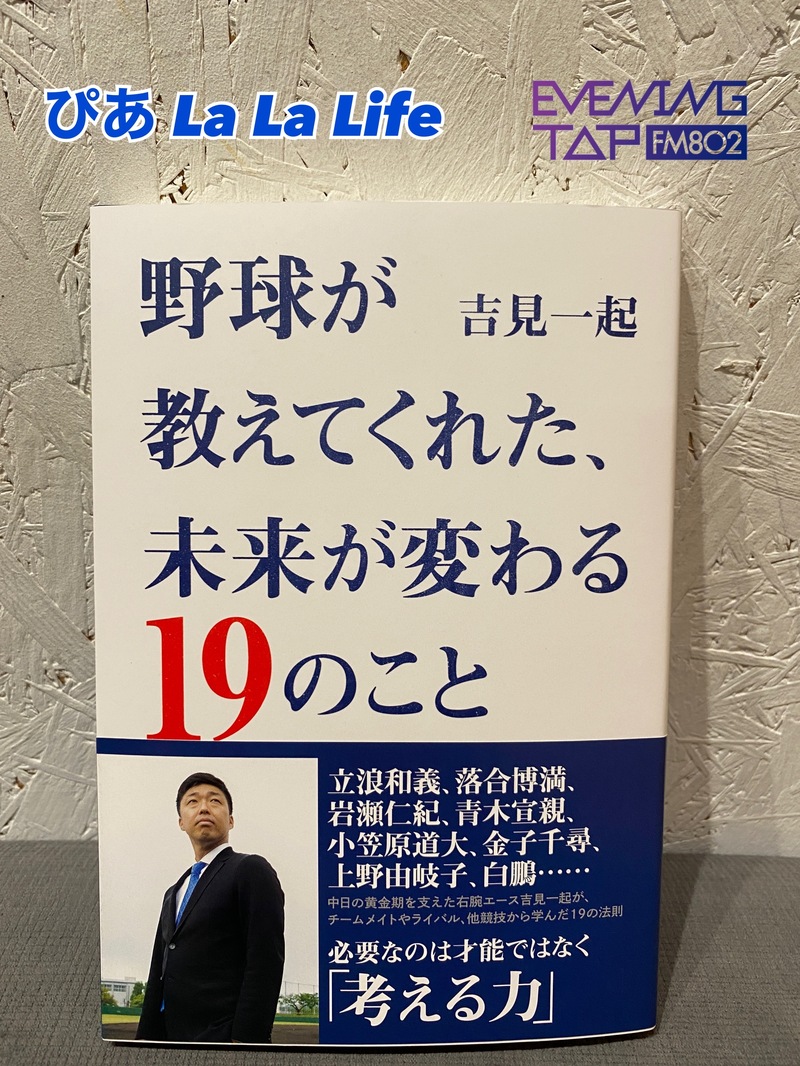 ぴあ La La Life
EVENING
TAP FM802
野球が 吉見一起
教えてくれた、
未来が変わる
19のこと
立浪和義、落合博満、
岩瀬仁紀、青木宣親、
小笠原道大、金子千尋、
上野由岐子、白鵬……
中日の黄金期を支えた右腕エース吉見一起が、
チームメイトやライバル、他競技から学んだ19の法則
必要なのは才能ではなく
「考える力」